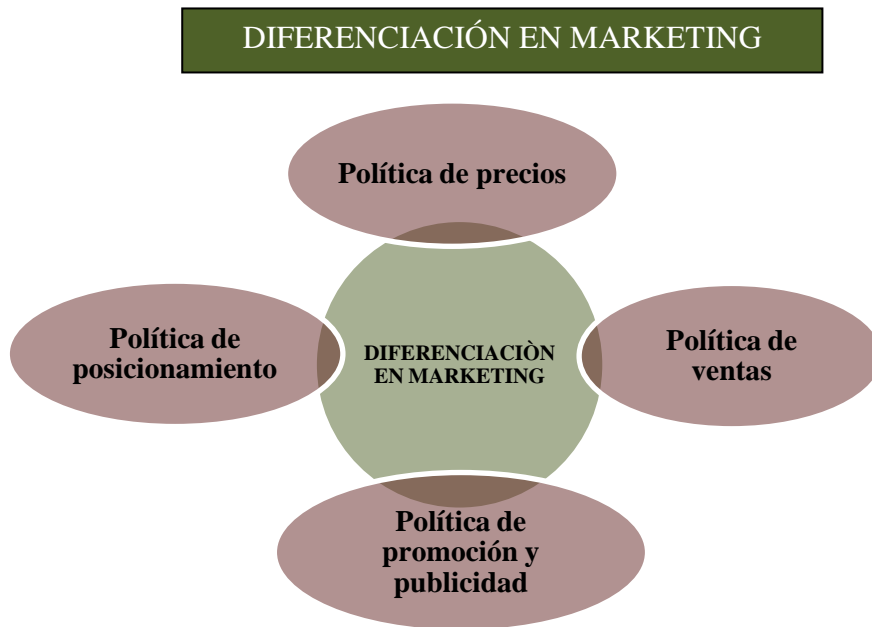 DIFERENCIACIÓN EN MARKETING
Política de precios
Política de
posicionamiento
DIFERENCIACIÒN
EN MARKETING
Política de
ventas
Política de
promoción y
publicidad